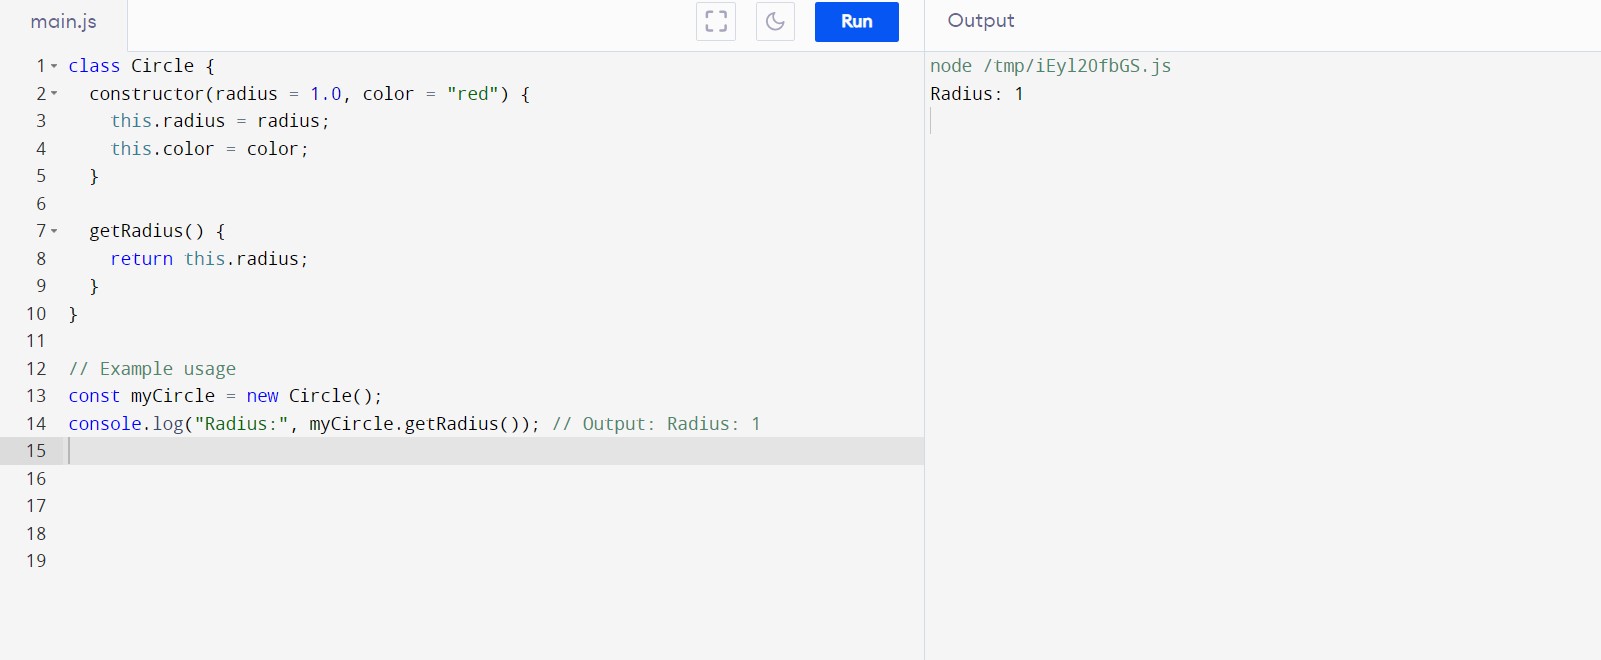 main.js
Run
Output
1 class Circle {
2   constructor(radius = 1.0, color = "red") {
3     this.radius = radius;
4     this.color = color;
5   }
6
7   getRadius() {
8     return this.radius;
9   }
10 }
11
12 // Example usage
13 const myCircle = new Circle();
14 console.log("Radius:", myCircle.getRadius()); // Output: Radius: 1
15
16
17
18
19
node /tmp/iEyl2OfbGS.js
Radius: 1